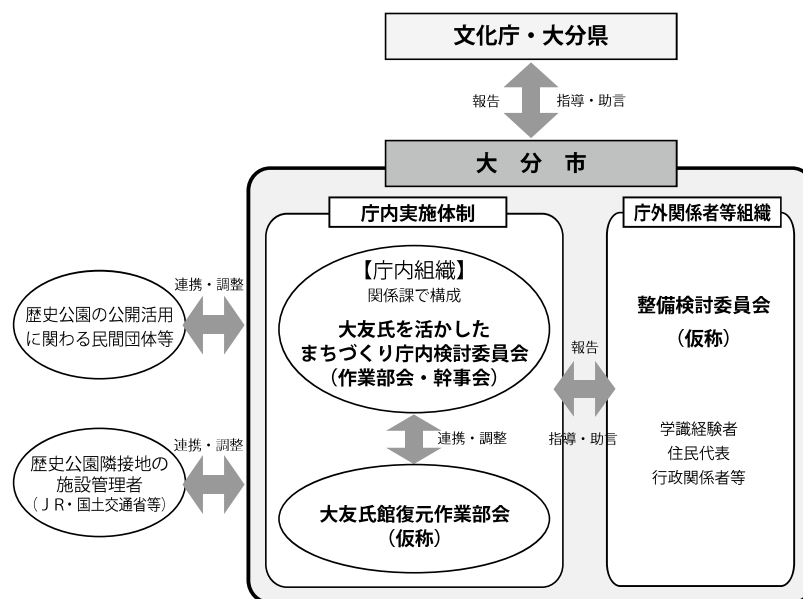 文化庁・大分県
報告
指導・助言
大　分　市
庁内実施体制
庁外関係者等組織
【庁内組織】
関係課で構成
大友氏を活かした
まちづくり庁内検討委員会
（作業部会・幹事会）
連携・調整
大友氏館復元作業部会
（仮称）
連携・調整
歴史公園の公開活用
に関わる民間団体等
連携・調整
歴史公園隣接地の
施設管理者
（ＪＲ・国土交通省等）
報告
指導・助言
整備検討委員会
（仮称）
学識経験者
住民代表
行政関係者等